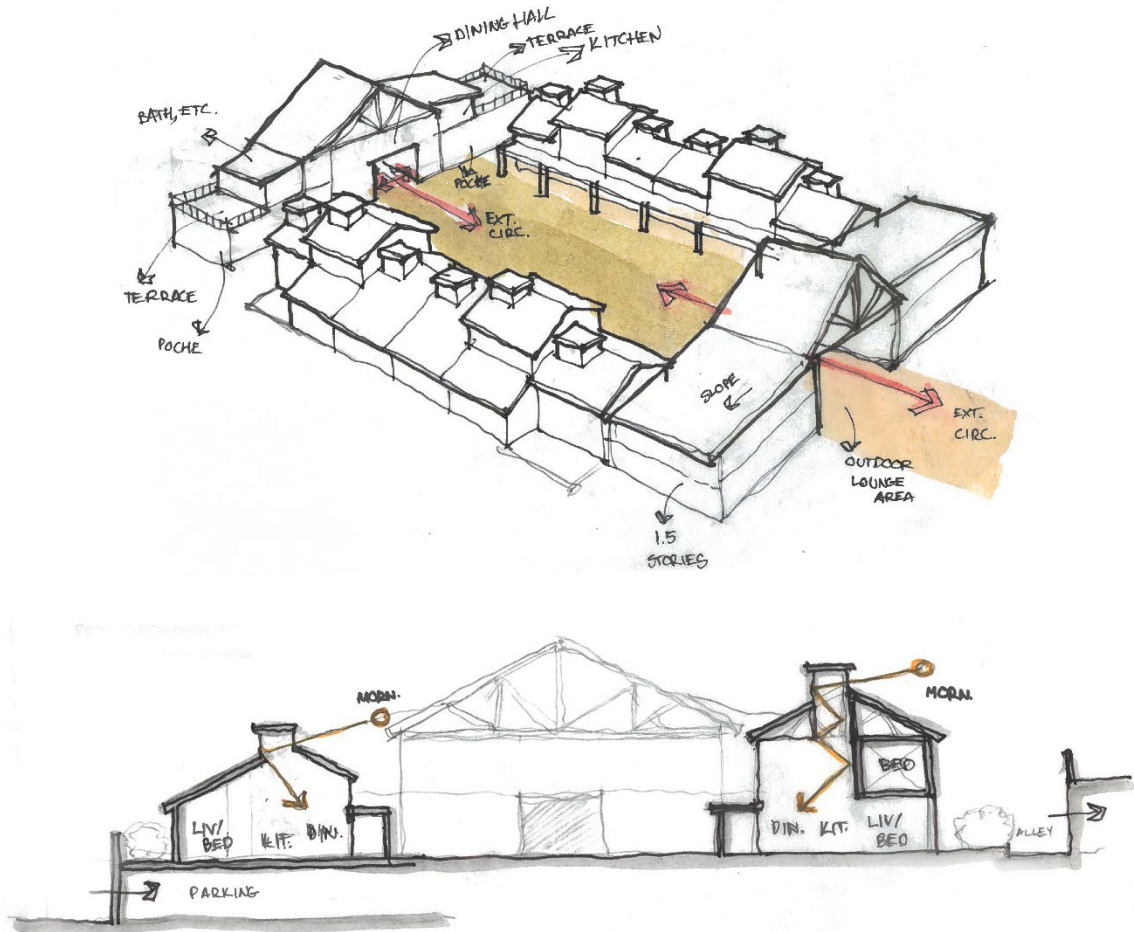 DINING HALL
TERRACE
KITCHEN
BATH, ETC.
POCHE
EXT.
CIRC.
TERRACE
POCHE
SLOPE
EXT.
CIRC.
OUTDOOR
LOUNGE
AREA
1.5
STORIES
MORN.
MORN.
BED
LIV/
BED
KIT.
DIN.
DIN.
KIT.
LIV/
BED
ALLEY
PARKING